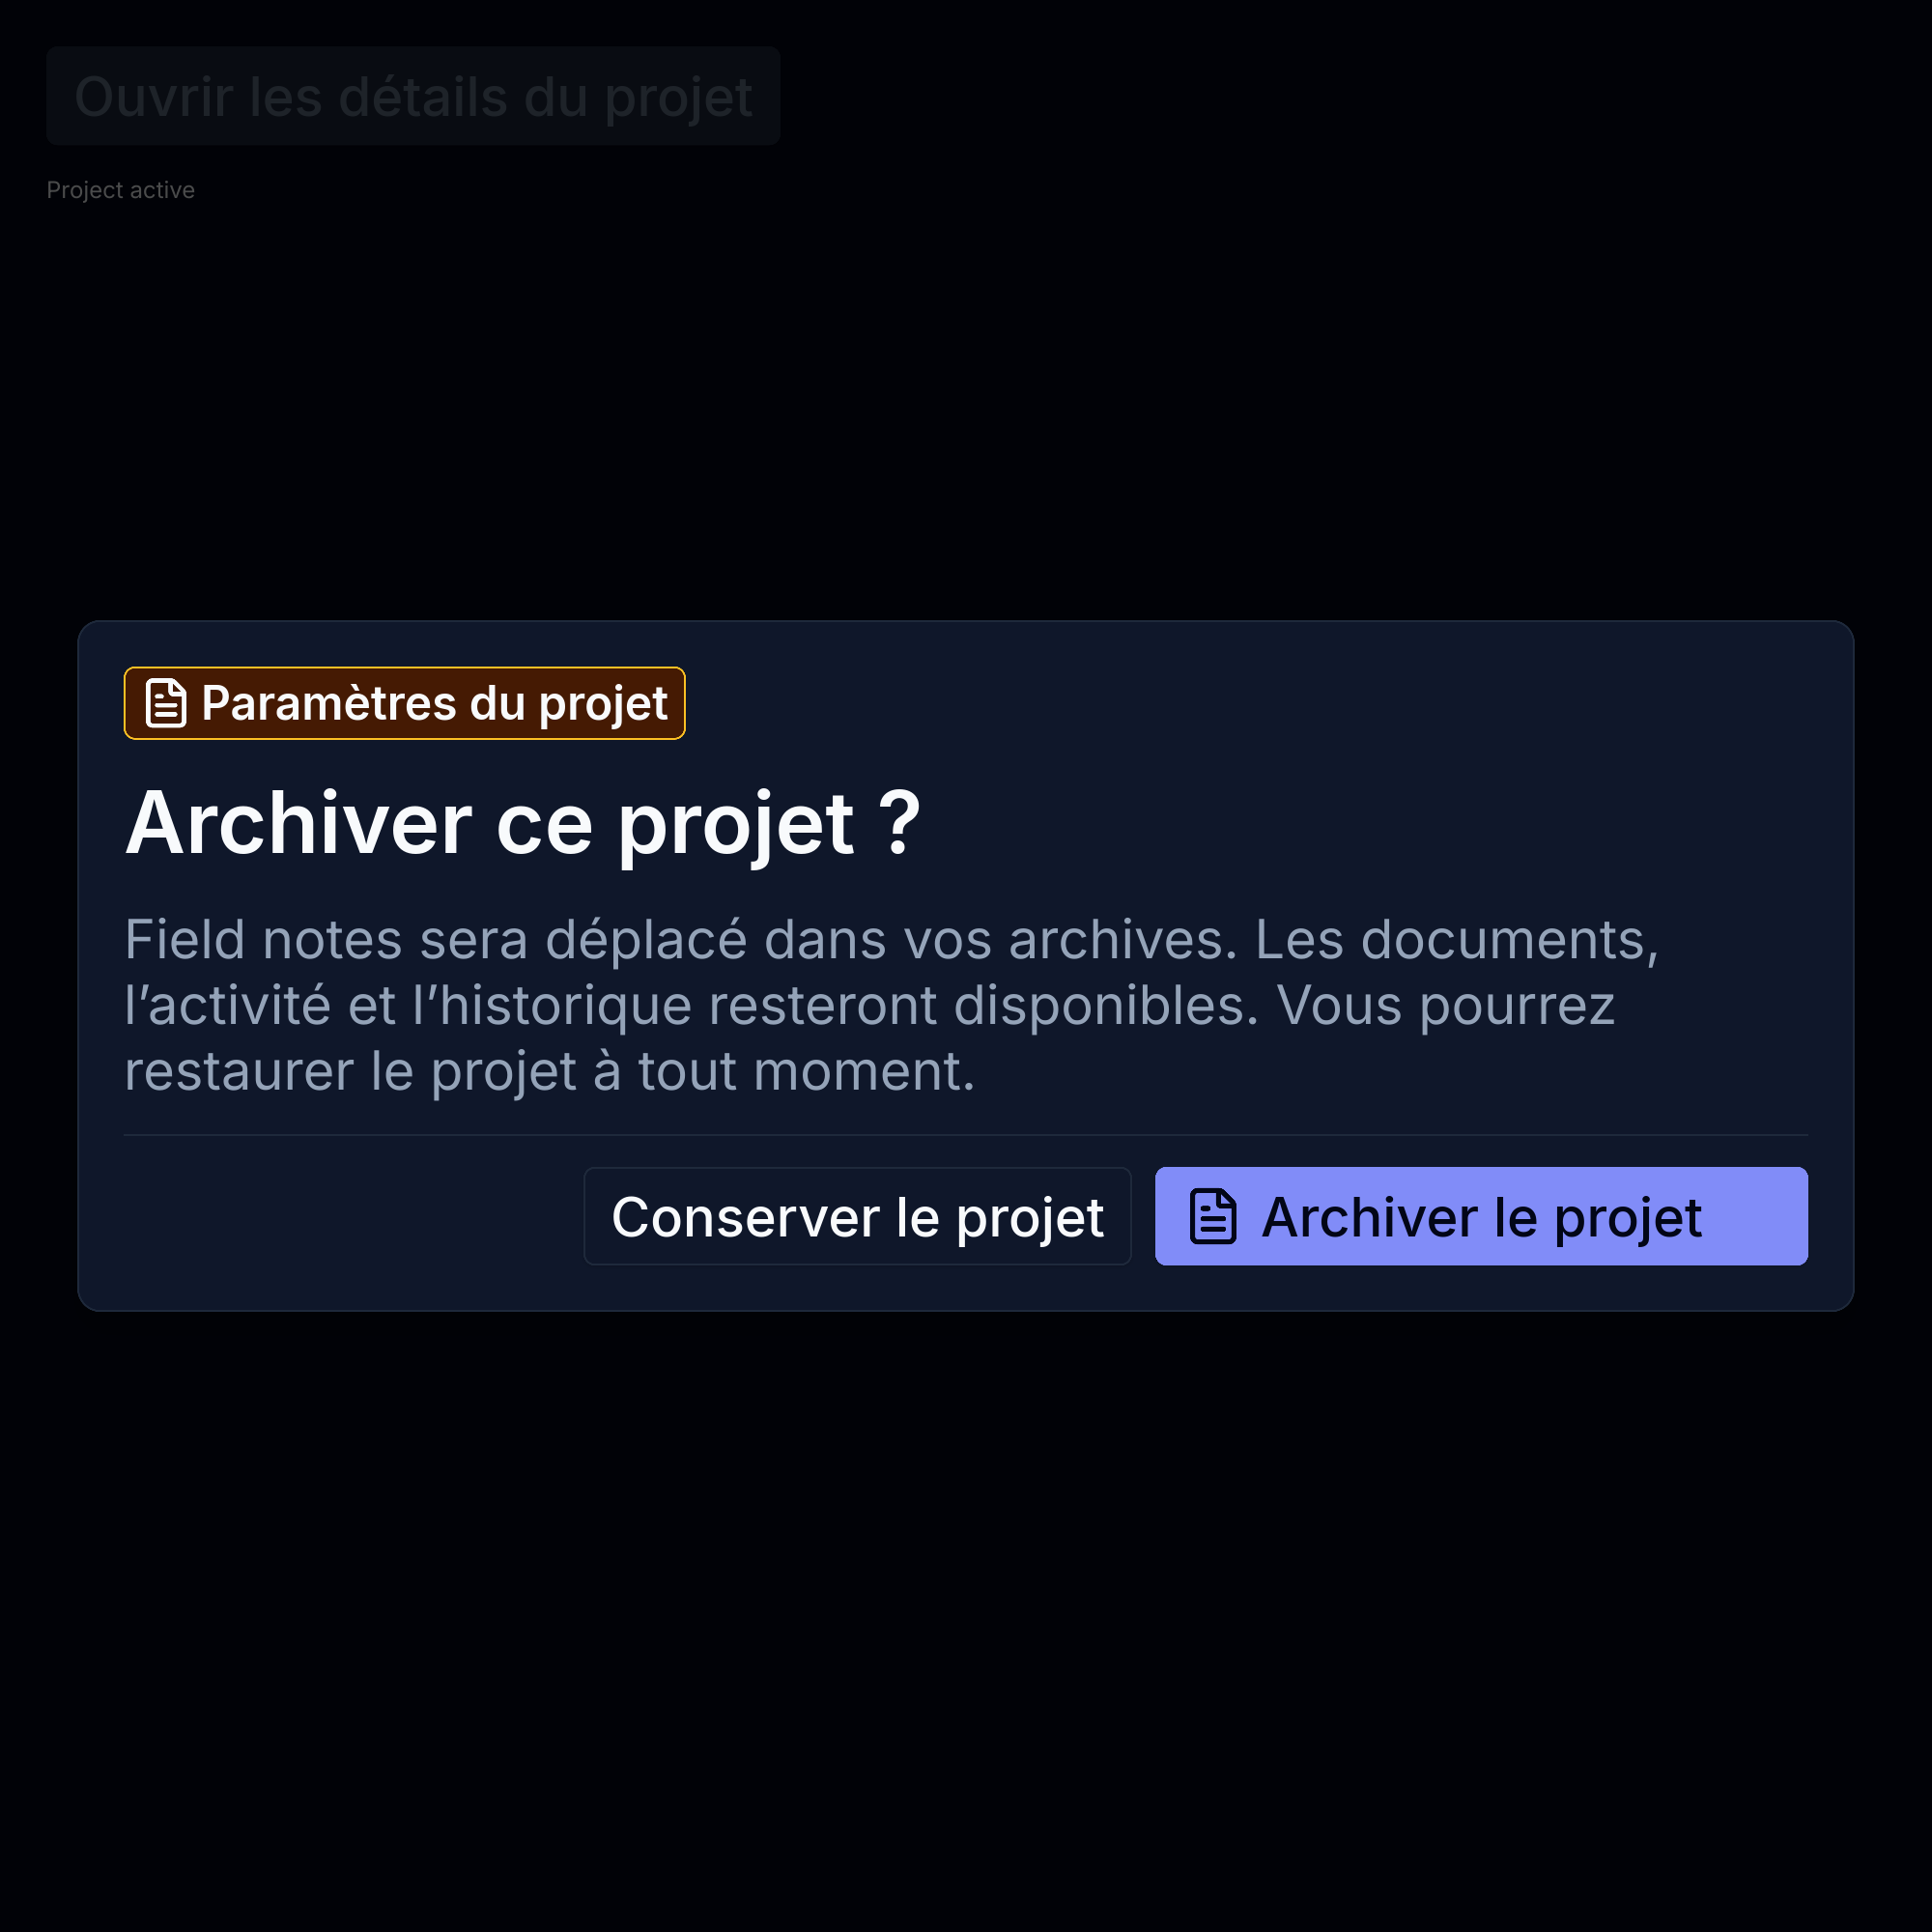 Ouvrir les détails du projet
Project active
Paramètres du projet
Archiver ce projet ?
Field notes sera déplacé dans vos archives. Les documents,
l’activité et l’historique resteront disponibles. Vous pourrez
restaurer le projet à tout moment.
Conserver le projet
Archiver le projet